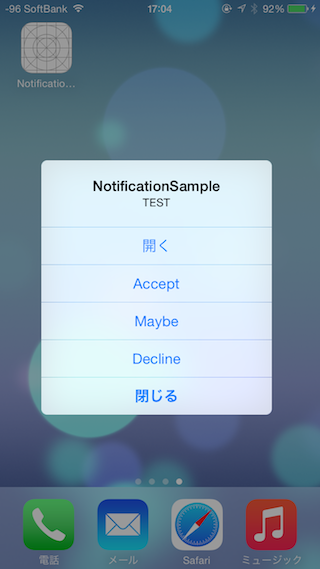 -96 SoftBank 17:04 92%
Notificatio...
NotificationSample
TEST
開く
Accept
Maybe
Decline
閉じる
電話 メール Safari ミュージック